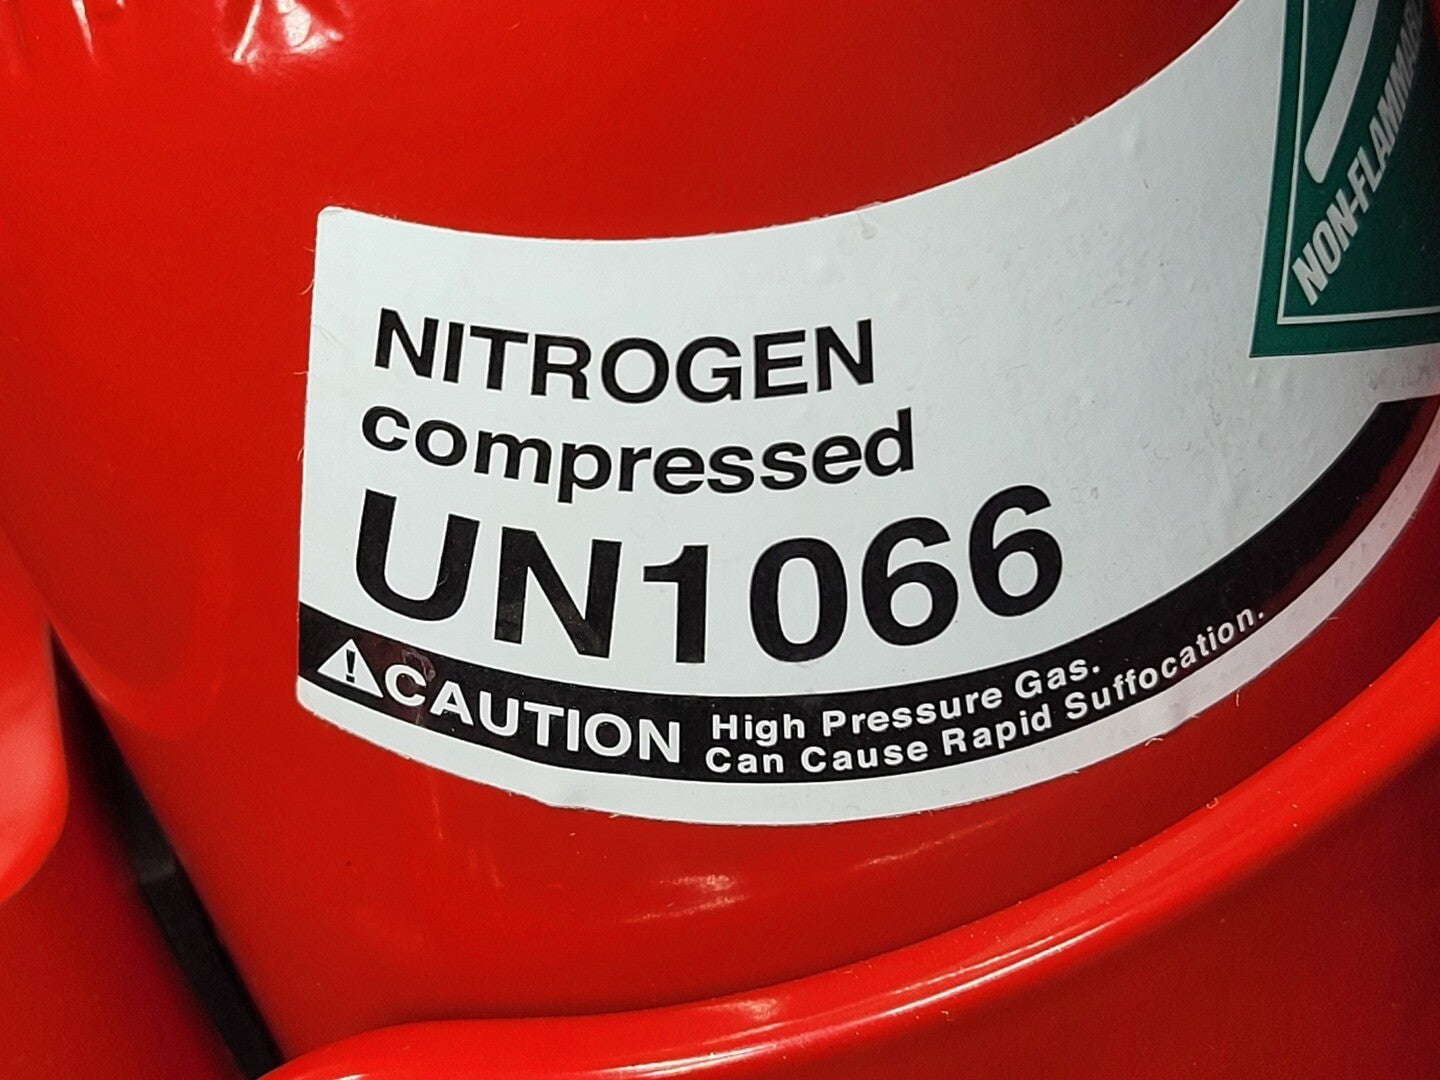 NITROGEN
compressed
UN1066
CAUTION
High Pressure Gas.
Can Cause Rapid Suffocation.